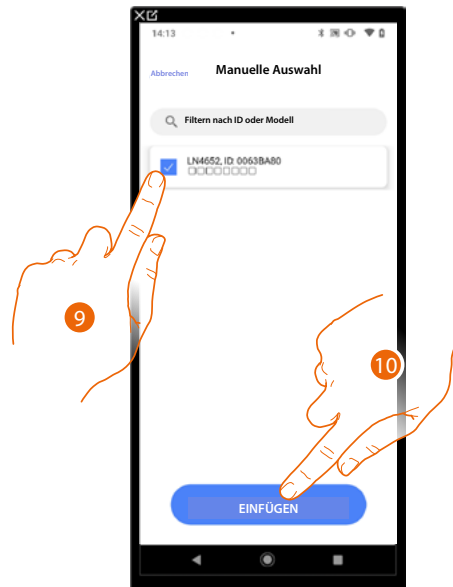 14:13
Abbrechen
Manuelle Auswahl
Filtern nach ID oder Modell
LN4652, ID: 0063BA80
□□□□□□□□
9
10
EINFÜGEN